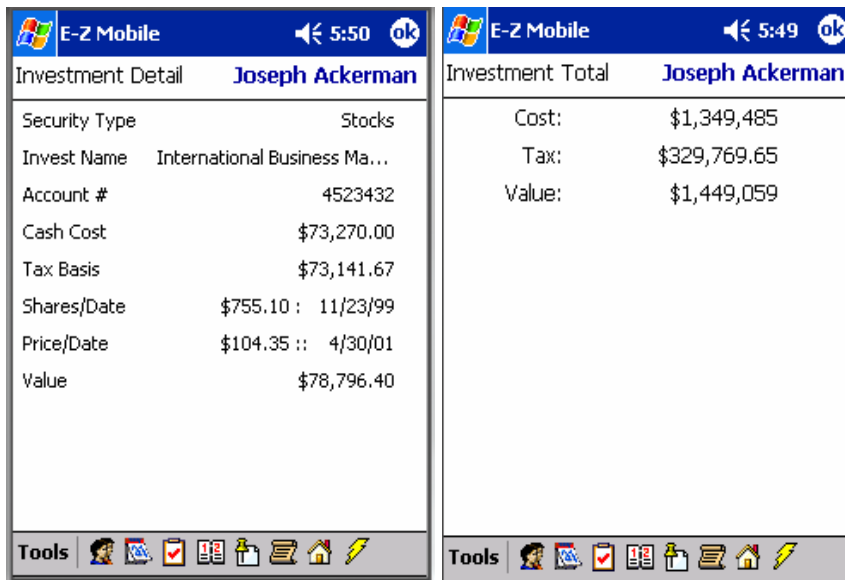 E-Z Mobile 5:50 ok
Investment Detail Joseph Ackerman
Security Type Stocks
Invest Name International Business Ma...
Account # 4523432
Cash Cost $73,270.00
Tax Basis $73,141.67
Shares/Date $755.10 : 11/23/99
Price/Date $104.35 :: 4/30/01
Value $78,796.40
Tools
E-Z Mobile 5:49 ok
Investment Total Joseph Ackerman
Cost: $1,349,485
Tax: $329,769.65
Value: $1,449,059
Tools